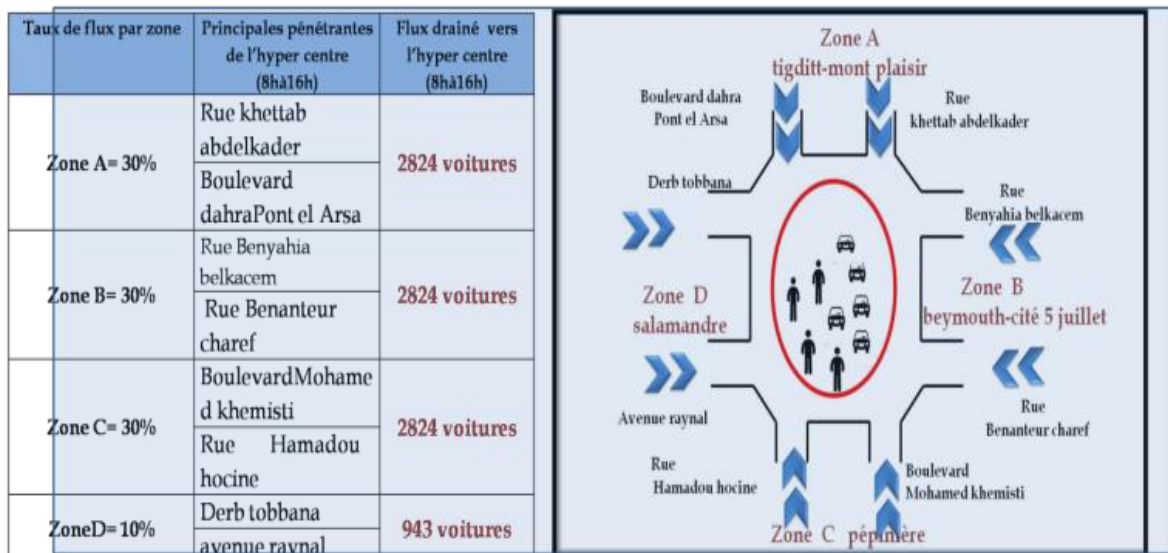 Taux de flux par zone
Principales pénétrantes
de l'hyper centre
(8hà16h)
Flux drainé vers
l'hyper centre
(8hà16h)
Zone A= 30%
Rue khettab
abdelkader
Boulevard
dahraPont el Arsa
2824 voitures
Zone B= 30%
Rue Benyahia
belkacem
Rue Benanteur
charef
2824 voitures
Zone C= 30%
BoulevardMohame
d khemisti
Rue Hamadou
hocine
2824 voitures
ZoneD= 10%
Derb tobbana
avenue raynal
943 voitures
Zone A
tigditt-mont plaisir
Boulevard dahra
Pont el Arsa
Rue
khettab abdelkader
Derb tobbana
Rue
Benyahia belkacem
Zone D
salamandre
Zone B
beymouth-cité 5 juillet
Avenue raynal
Rue
Benanteur charef
Rue
Hamadou hocine
Boulevard
Mohamed khemisti
Zone C pépinière